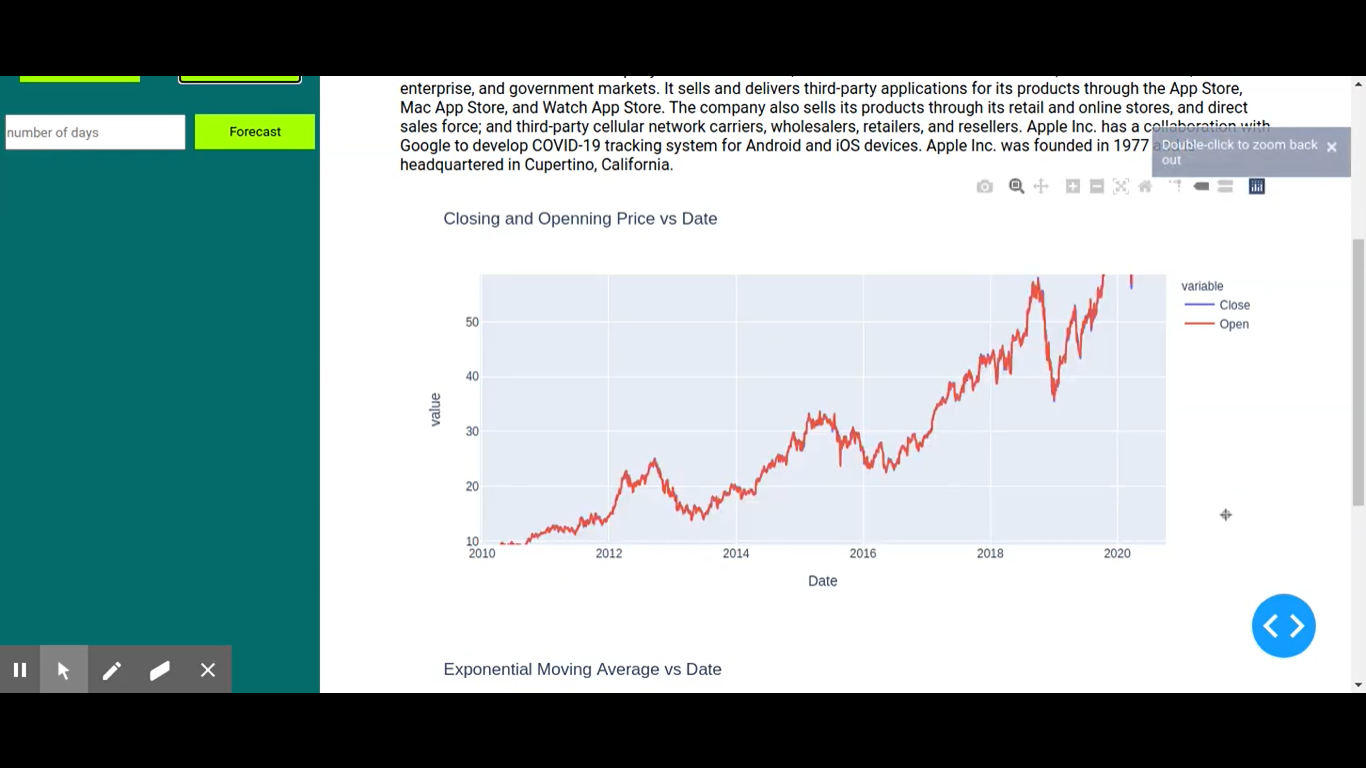 enterprise, and government markets. It sells and delivers third-party applications for its products through the App Store,
Mac App Store, and Watch App Store. The company also sells its products through its retail and online stores, and direct
sales force; and third-party cellular network carriers, wholesalers, retailers, and resellers. Apple Inc. has a collaboration with
Google to develop COVID-19 tracking system for Android and iOS devices. Apple Inc. was founded in 1977
headquartered in Cupertino, California.
number of days
Forecast
Double-click to zoom back
out
Closing and Openning Price vs Date
variable
Close
Open
value
50
40
30
20
10
2010 2012 2014 2016 2018 2020
Date
Exponential Moving Average vs Date